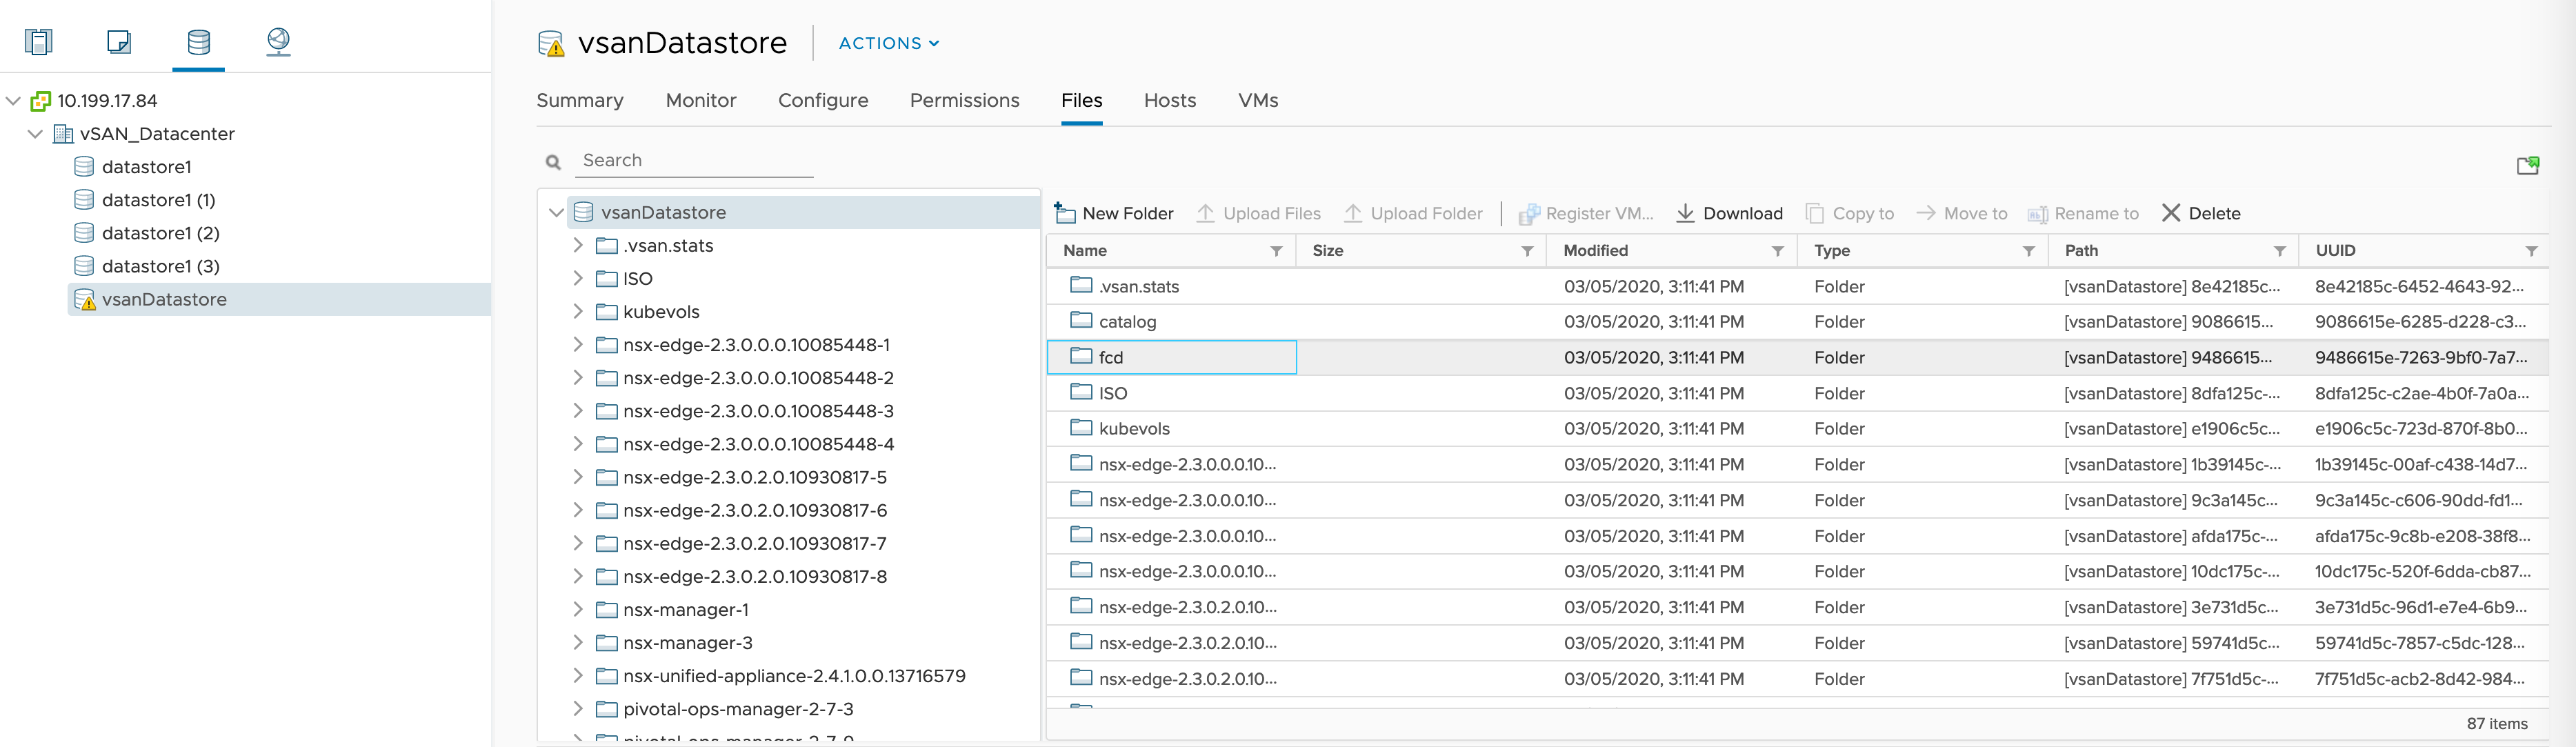 vsanDatastore
ACTIONS
10.199.17.84
vSAN_Datacenter
datastore1
datastore1 (1)
datastore1 (2)
datastore1 (3)
vsanDatastore
Summary Monitor Configure Permissions Files Hosts VMs
Search
vsanDatastore
.vsan.stats
ISO
kubevols
nsx-edge-2.3.0.0.0.10085448-1
nsx-edge-2.3.0.0.0.10085448-2
nsx-edge-2.3.0.0.0.10085448-3
nsx-edge-2.3.0.0.0.10085448-4
nsx-edge-2.3.0.2.0.10930817-5
nsx-edge-2.3.0.2.0.10930817-6
nsx-edge-2.3.0.2.0.10930817-7
nsx-edge-2.3.0.2.0.10930817-8
nsx-manager-1
nsx-manager-3
nsx-unified-appliance-2.4.1.0.0.13716579
pivotal-ops-manager-2-7-3
New Folder Upload Files Upload Folder Register VM... Download Copy to Move to Rename to Delete
Name Size Modified Type Path UUID
.vsan.stats 03/05/2020, 3:11:41 PM Folder [vsanDatastore] 8e42185c... 8e42185c-6452-4643-92...
catalog 03/05/2020, 3:11:41 PM Folder [vsanDatastore] 9086615... 9086615e-6285-d228-c3...
fcd 03/05/2020, 3:11:41 PM Folder [vsanDatastore] 9486615... 9486615e-7263-9bf0-7a7...
ISO 03/05/2020, 3:11:41 PM Folder [vsanDatastore] 8dfa125c-... 8dfa125c-c2ae-4b0f-7a0a...
kubevols 03/05/2020, 3:11:41 PM Folder [vsanDatastore] e1906c5c... e1906c5c-723d-870f-8b0...
nsx-edge-2.3.0.0.0.10... 03/05/2020, 3:11:41 PM Folder [vsanDatastore] 1b39145c-... 1b39145c-00af-c438-14d7...
nsx-edge-2.3.0.0.0.10... 03/05/2020, 3:11:41 PM Folder [vsanDatastore] 9c3a145c... 9c3a145c-c606-90dd-fd1...
nsx-edge-2.3.0.0.0.10... 03/05/2020, 3:11:41 PM Folder [vsanDatastore] afda175c-... afda175c-9c8b-e208-38f8...
nsx-edge-2.3.0.0.0.10... 03/05/2020, 3:11:41 PM Folder [vsanDatastore] 10dc175c-... 10dc175c-520f-6dda-cb87...
nsx-edge-2.3.0.2.0.10... 03/05/2020, 3:11:41 PM Folder [vsanDatastore] 3e731d5c... 3e731d5c-96d1-e7e4-6b9...
nsx-edge-2.3.0.2.0.10... 03/05/2020, 3:11:41 PM Folder [vsanDatastore] 59741d5c... 59741d5c-7857-c5dc-128...
nsx-edge-2.3.0.2.0.10... 03/05/2020, 3:11:41 PM Folder [vsanDatastore] 7f751d5c-... 7f751d5c-acb2-8d42-984...
87 items